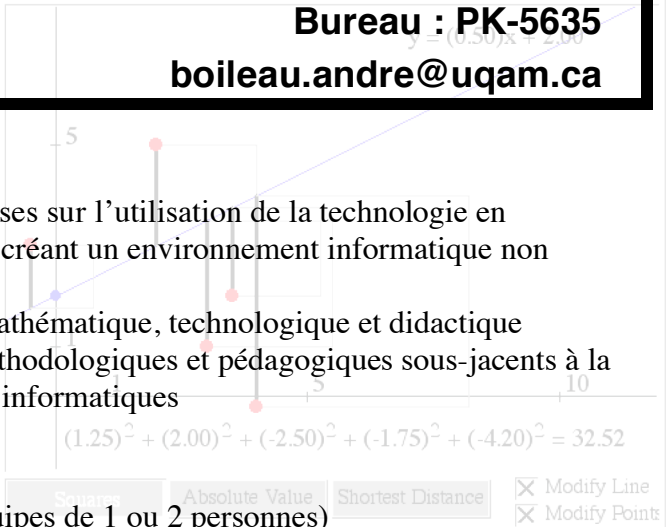 Bureau : PK-5635
y = (0.50)x + 2.00
boileau.andre@uqam.ca
5
ses sur l’utilisation de la technologie en
créant un environnement informatique non
athématique, technologique et didactique
1
thodologiques et pédagogiques sous-jacents à la
5 10
informatiques
(1.25)² + (2.00)² + (-2.50)² + (-1.75)² + (-4.20)² = 32.52
Squares Absolute Value Shortest Distance Modify Line
uipes de 1 ou 2 personnes) Modify Points